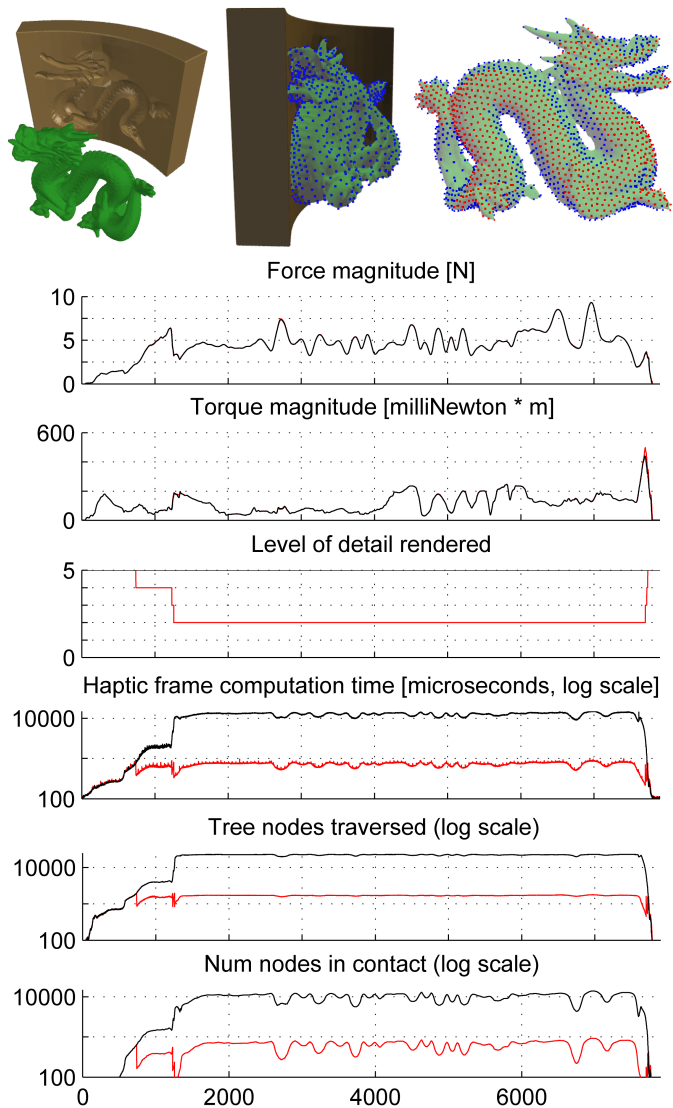 Force magnitude [N]
10
5
0
Torque magnitude [milliNewton * m]
600
0
Level of detail rendered
5
0
Haptic frame computation time [microseconds, log scale]
10000
100
Tree nodes traversed (log scale)
10000
100
Num nodes in contact (log scale)
10000
100
0 2000 4000 6000